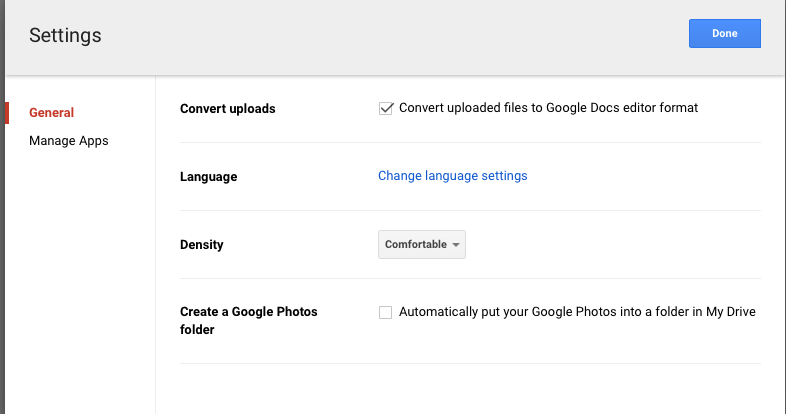 Settings
Done
General
Manage Apps
Convert uploads
Convert uploaded files to Google Docs editor format
Language
Change language settings
Density
Comfortable
Create a Google Photos
folder
Automatically put your Google Photos into a folder in My Drive